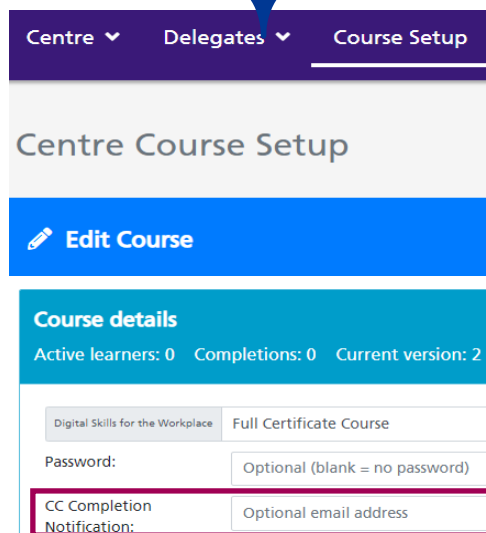 Centre Delegates Course Setup
Centre Course Setup
Edit Course
Course details
Active learners: 0 Completions: 0 Current version: 2
Digital Skills for the Workplace Full Certificate Course
Password: Optional (blank = no password)
CC Completion Optional email address
Notification: